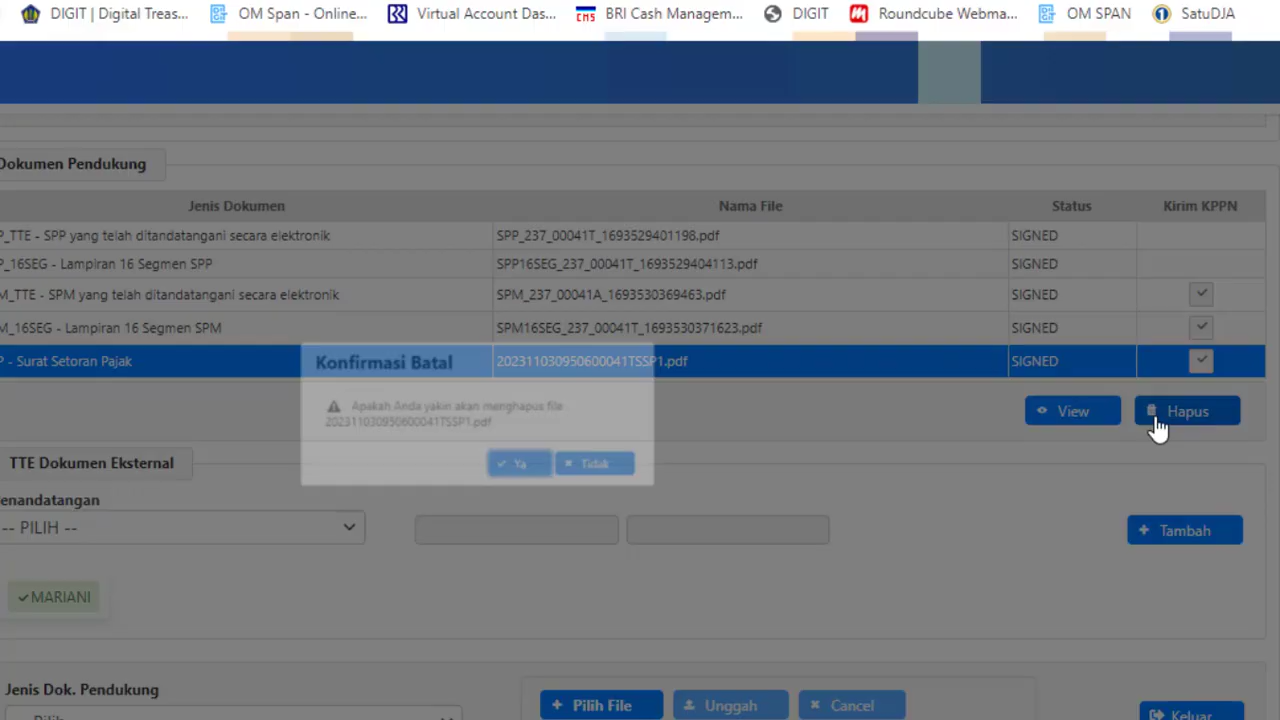 DIGIT | Digital Treas... OM Span - Online... Virtual Account Das... CMS BRI Cash Managem... DIGIT Roundcube Webma... OM SPAN SatuDJA
Dokumen Pendukung
Jenis Dokumen Nama File Status Kirim KPPN
P_TTE - SPP yang telah ditandatangani secara elektronik SPP_237_00041T_1693529401198.pdf SIGNED
P_16SEG - Lampiran 16 Segmen SPP SPP16SEG_237_00041T_1693529404113.pdf SIGNED
M_TTE - SPM yang telah ditandatangani secara elektronik SPM_237_00041A_1693530369463.pdf SIGNED
M_16SEG - Lampiran 16 Segmen SPM SPM16SEG_237_00041T_1693530371623.pdf SIGNED
P - Surat Setoran Pajak 202311030950600041TSSP1.pdf SIGNED
Konfirmasi Batal
Apakah Anda yakin akan menghapus file
202311030950600041TSSP1.pdf
Ya Tidak
View Hapus
TTE Dokumen Eksternal
enandatangan
-- PILIH --
Tambah
MARIANI
Jenis Dok. Pendukung
Pilih File Unggah Cancel
Pilih
Keluar